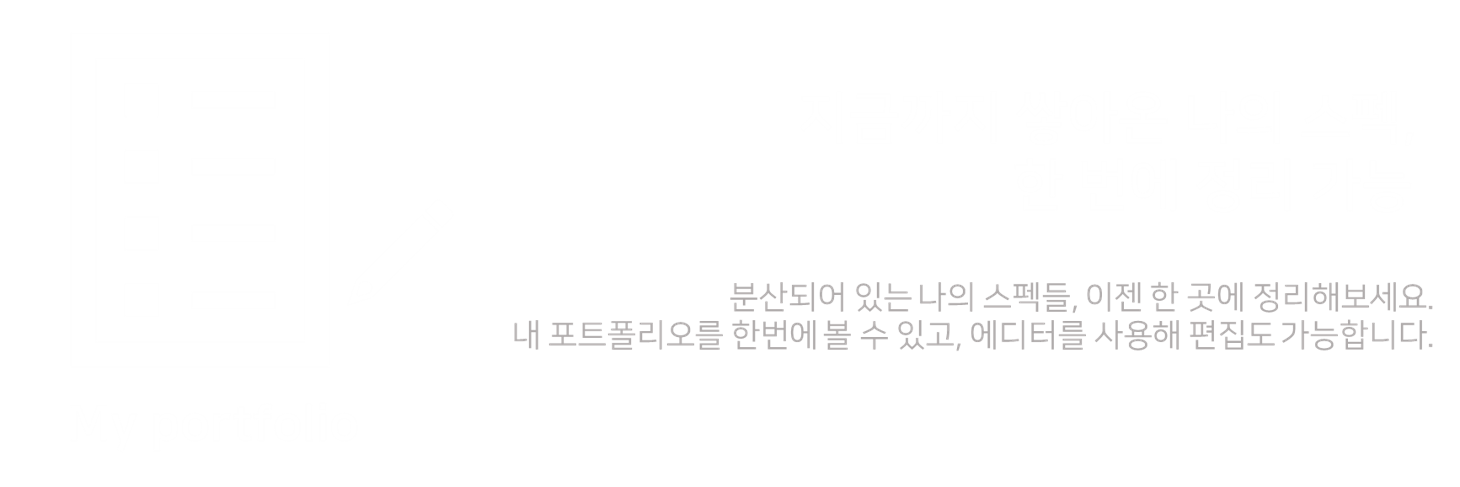 분산되어 있는 나의 스펙들, 이젠 한 곳에 정리해보세요.
내 포트폴리오를 한번에 볼 수 있고, 에디터를 사용해 편집도 가능합니다.